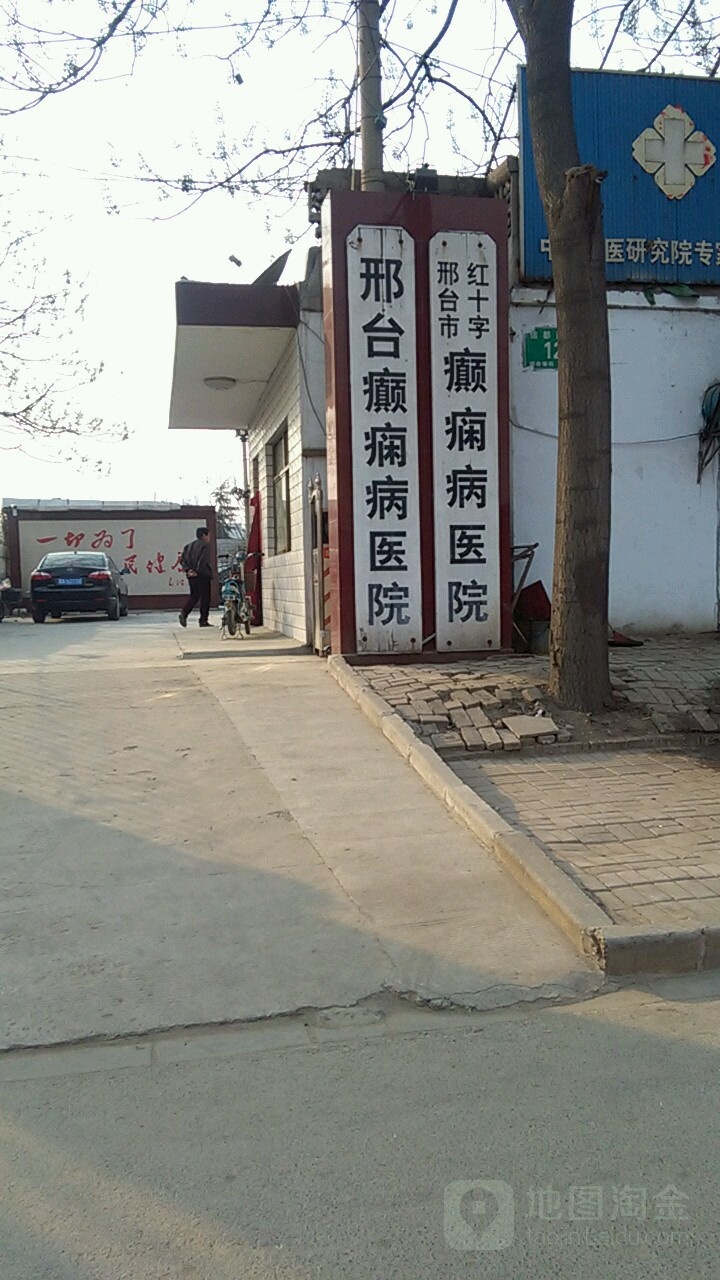 邢台癫痫病医院
邢台市
红十字
癫痫病医院
医研究院专
12
一切为了
地图淘金